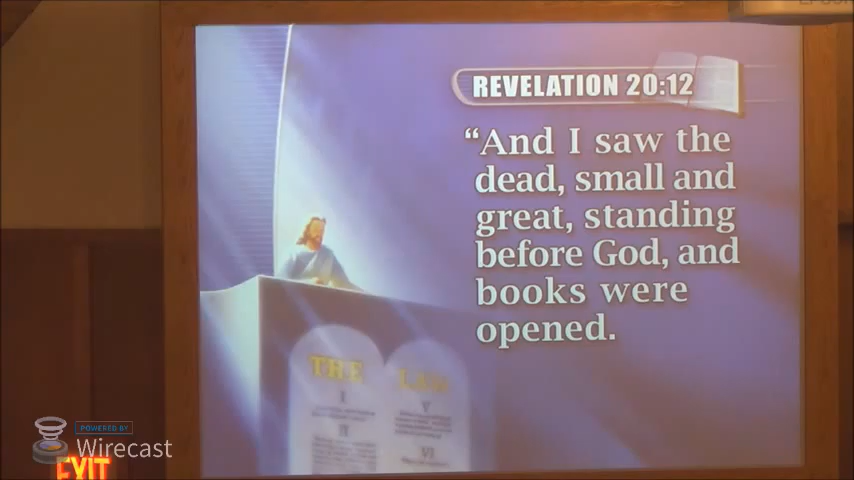 REVELATION 20:12
“And I saw the
dead, small and
great, standing
before God, and
books were
opened.
THE LAW
I
V
IV
VI
POWERED BY
Wirecast
EXIT